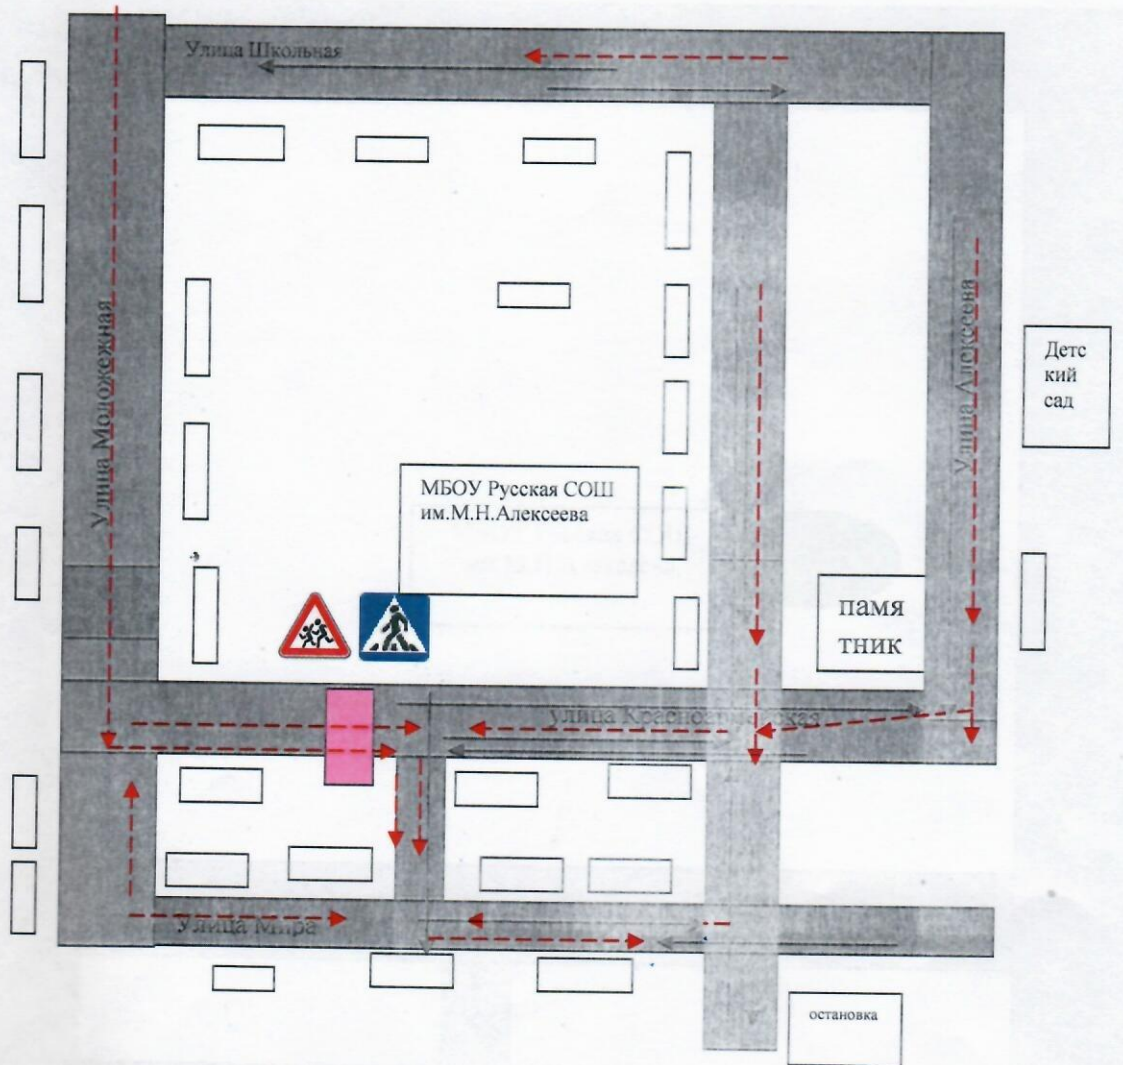 Улица Школьная
Улица Моложежная
Улица Алексеева
Детс
кий
сад
МБОУ Русская СОШ
им.М.Н.Алексеева
памя
тник
улица Красноармейская
Улица Мира
остановка